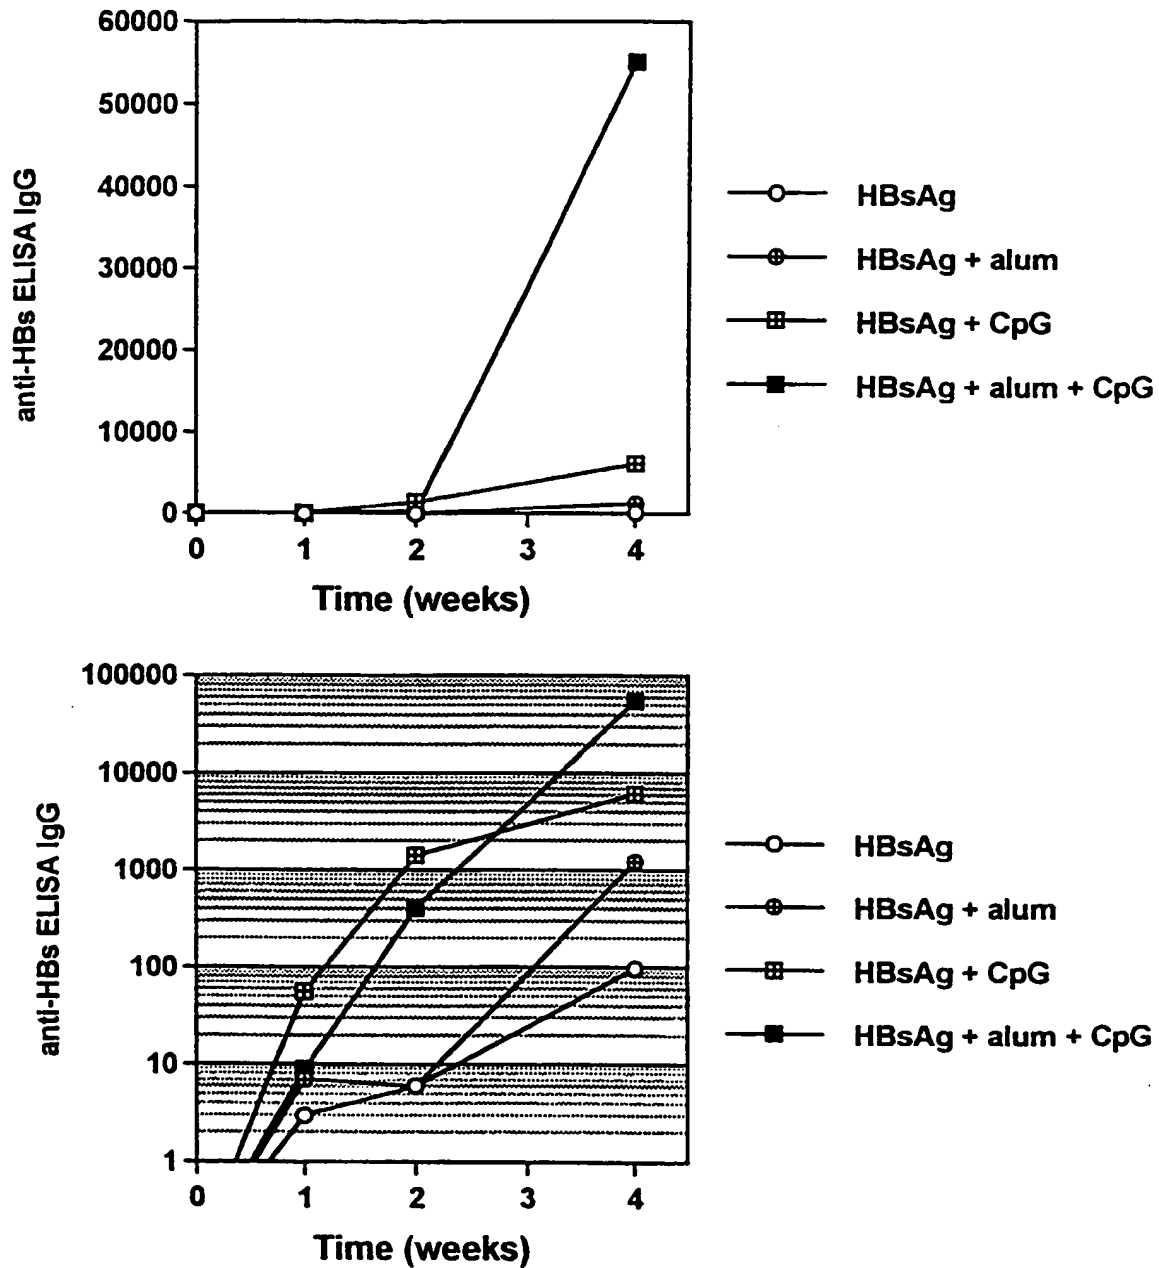 60000
50000
40000
30000
20000
10000
0
anti-HBs ELISA IgG
0 1 2 3 4
Time (weeks)
HBsAg
HBsAg + alum
HBsAg + CpG
HBsAg + alum + CpG
100000
10000
1000
100
10
1
anti-HBs ELISA IgG
0 1 2 3 4
Time (weeks)
HBsAg
HBsAg + alum
HBsAg + CpG
HBsAg + alum + CpG